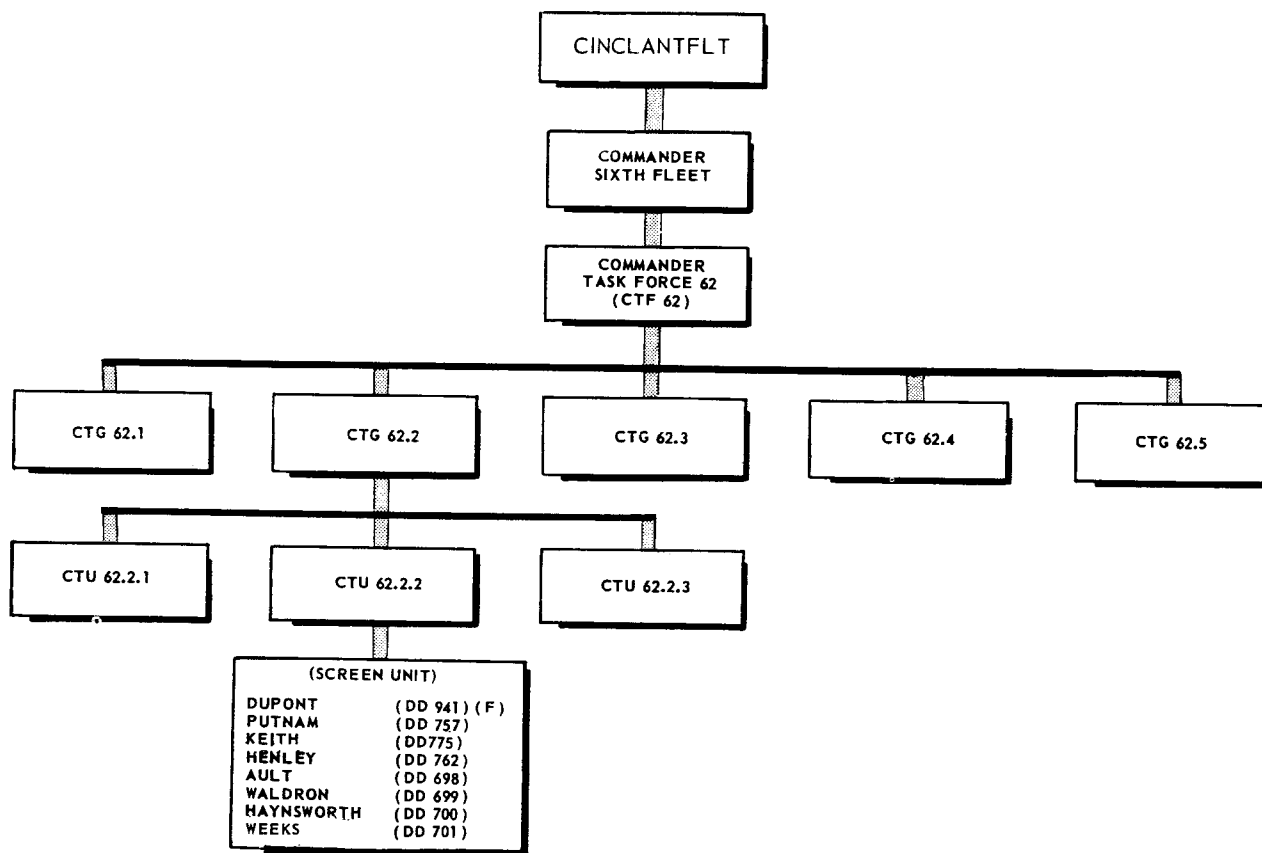 CINCLANTFLT
COMMANDER
SIXTH FLEET
COMMANDER
TASK FORCE 62
(CTF 62)
CTG 62.1
CTG 62.2
CTG 62.3
CTG 62.4
CTG 62.5
CTU 62.2.1
CTU 62.2.2
CTU 62.2.3
(SCREEN UNIT)
DUPONT (DD 941) (F)
PUTNAM (DD 757)
KEITH (DD775)
HENLEY (DD 762)
AULT (DD 698)
WALDRON (DD 699)
HAYNSWORTH (DD 700)
WEEKS (DD 701)